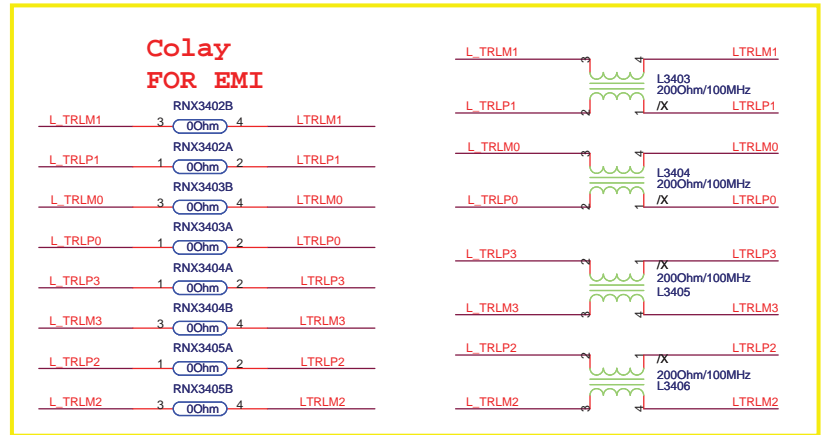 Colay
FOR EMI
RNX3402B
L_TRLM1 3 0Ohm 4 LTRLM1
RNX3402A
L_TRLP1 1 0Ohm 2 LTRLP1
RNX3403B
L_TRLM0 3 0Ohm 4 LTRLM0
RNX3403A
L_TRLP0 1 0Ohm 2 LTRLP0
RNX3404A
L_TRLP3 1 0Ohm 2 LTRLP3
RNX3404B
L_TRLM3 3 0Ohm 4 LTRLM3
RNX3405A
L_TRLP2 1 0Ohm 2 LTRLP2
RNX3405B
L_TRLM2 3 0Ohm 4 LTRLM2
L_TRLM1 3 4 LTRLM1
L3403
200Ohm/100MHz
L_TRLP1 2 1 /X LTRLP1
L_TRLM0 3 4 LTRLM0
L3404
200Ohm/100MHz
L_TRLP0 2 1 /X LTRLP0
L_TRLP3 2 1 LTRLP3
/X
200Ohm/100MHz
L3405
L_TRLM3 3 4 LTRLM3
L_TRLP2 2 1 LTRLP2
/X
200Ohm/100MHz
L3406
L_TRLM2 3 4 LTRLM2